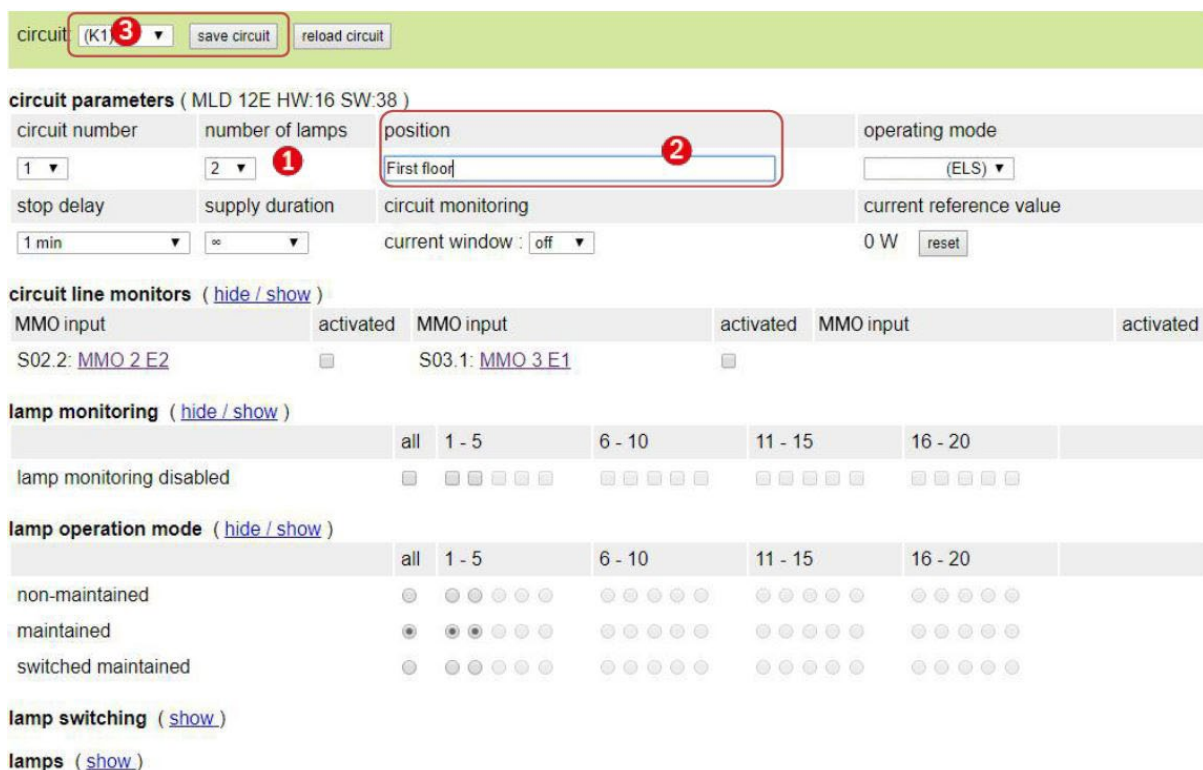 circuit: (K1) 3 ▼ save circuit reload circuit
circuit parameters ( MLD 12E HW:16 SW:38 )
circuit number number of lamps position operating mode
1 ▼ 2 ▼ 1 First floor 2 (ELS) ▼
stop delay supply duration circuit monitoring current reference value
1 min ▼ ∞ ▼ current window : off ▼ 0 W reset
circuit line monitors ( hide / show )
MMO input activated MMO input activated MMO input activated
S02.2: MMO 2 E2 S03.1: MMO 3 E1
lamp monitoring ( hide / show )
all 1 - 5 6 - 10 11 - 15 16 - 20
lamp monitoring disabled
lamp operation mode ( hide / show )
all 1 - 5 6 - 10 11 - 15 16 - 20
non-maintained
maintained
switched maintained
lamp switching ( show )
lamps ( show )